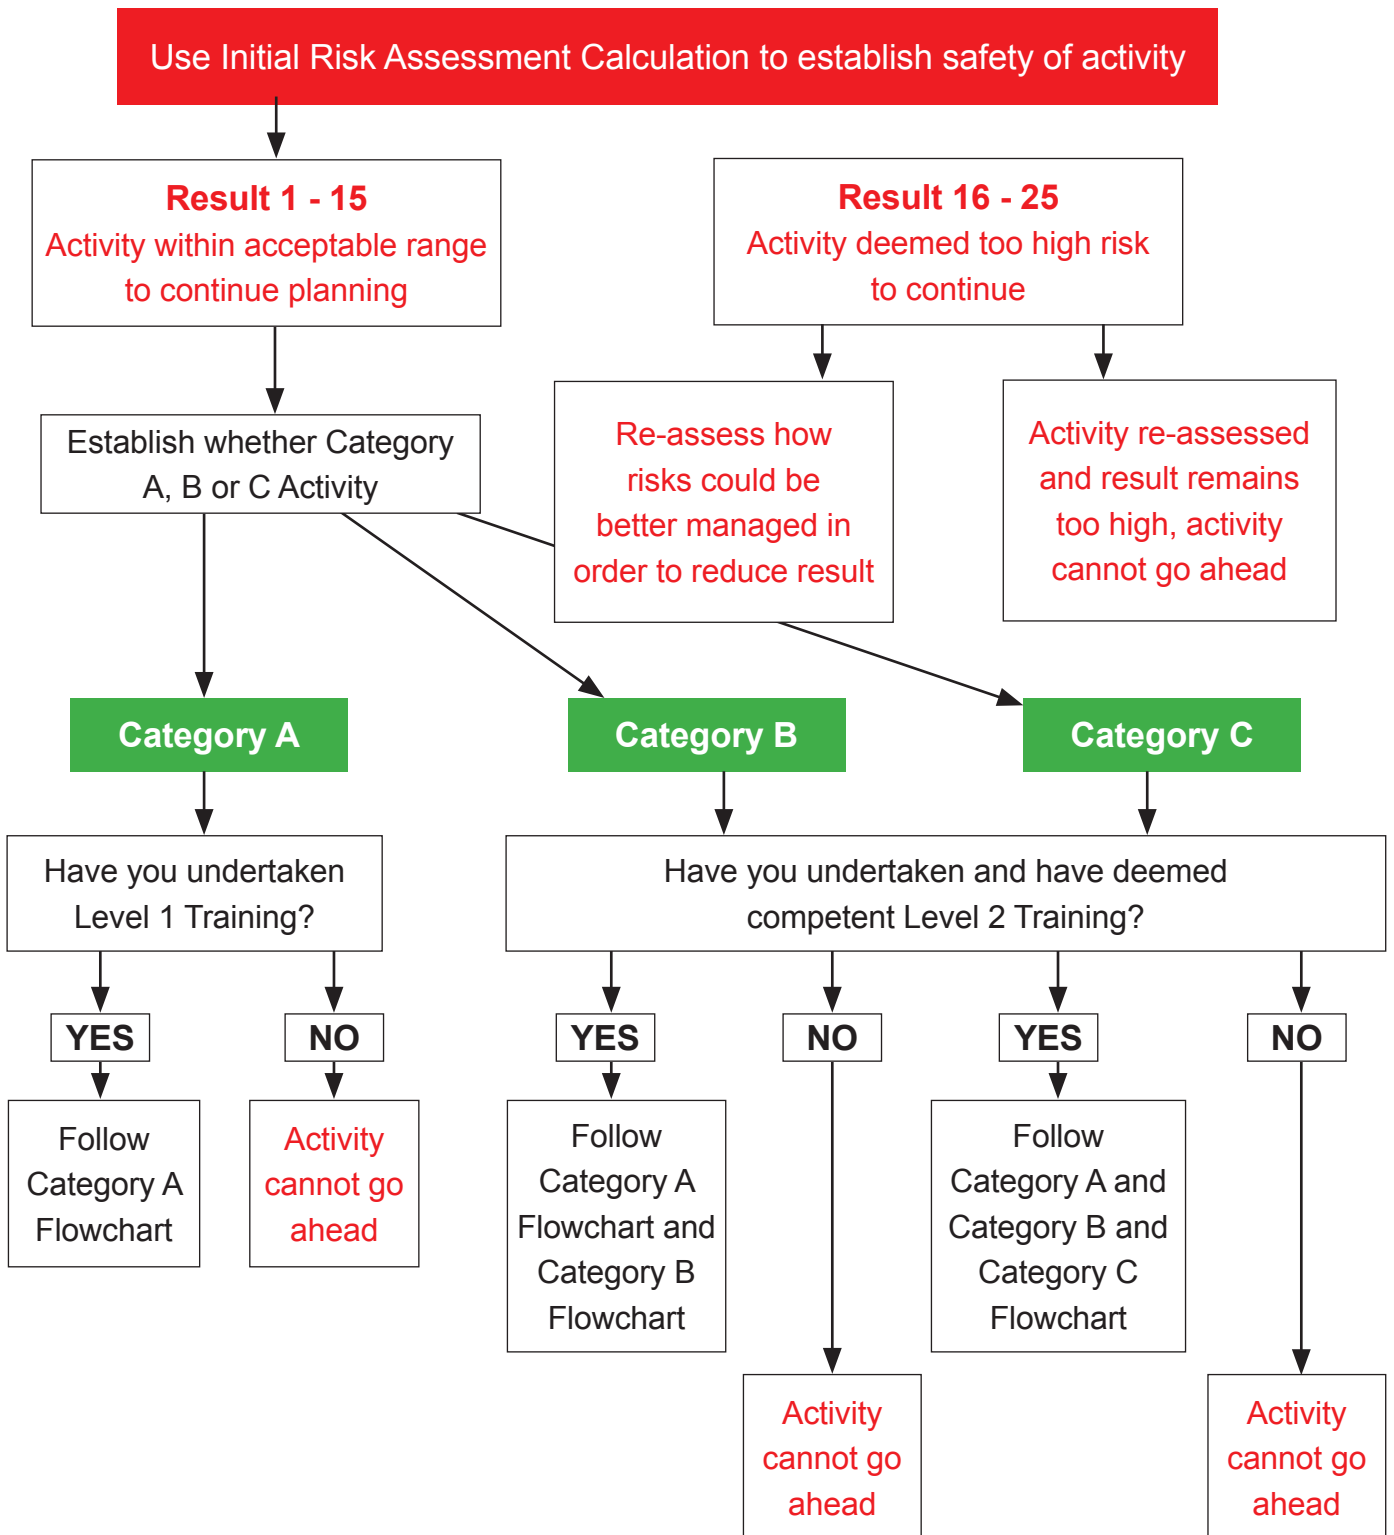 Use Initial Risk Assessment Calculation to establish safety of activity
Result 1 - 15
Activity within acceptable range
to continue planning
Result 16 - 25
Activity deemed too high risk
to continue
Establish whether Category
A, B or C Activity
Re-assess how
risks could be
better managed in
order to reduce result
Activity re-assessed
and result remains
too high, activity
cannot go ahead
Category A
Category B
Category C
Have you undertaken
Level 1 Training?
Have you undertaken and have deemed
competent Level 2 Training?
YES
NO
YES
NO
YES
NO
Follow
Category A
Flowchart
Activity
cannot go
ahead
Follow
Category A
Flowchart and
Category B
Flowchart
Follow
Category A and
Category B and
Category C
Flowchart
Activity
cannot go
ahead
Activity
cannot go
ahead